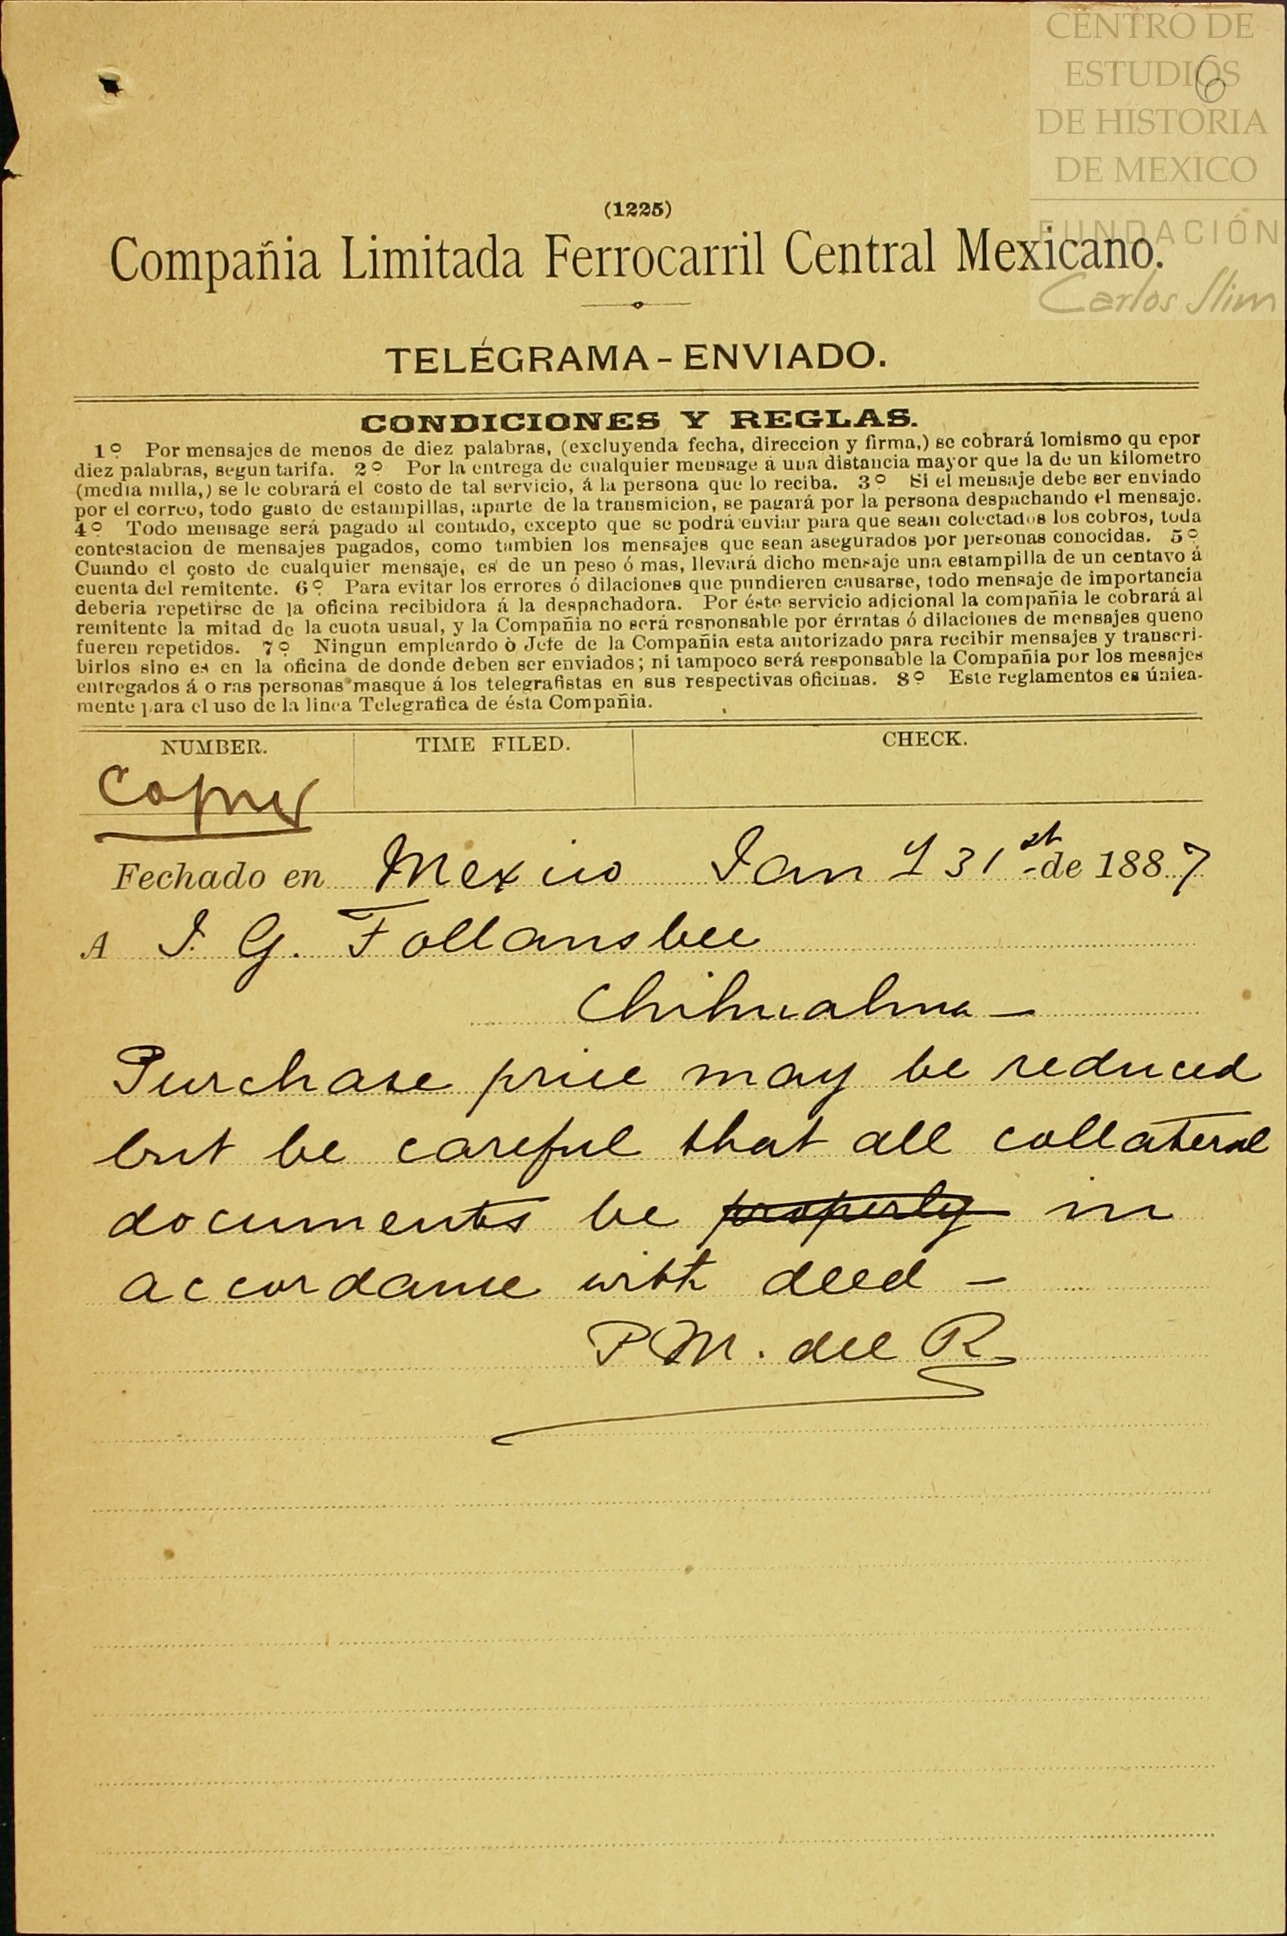 CENTRO DE
ESTUDIOS
DE HISTORIA
DE MEXICO
FUNDACIÓN
Carlos Slim
6
(1225)
Compañia Limitada Ferrocarril Central Mexicano.
TELÉGRAMA - ENVIADO.
CONDICIONES Y REGLAS.
1º Por mensajes de menos de diez palabras, (excluyenda fecha, direccion y firma,) se cobrará lomismo qu epor
diez palabras, segun tarifa. 2º Por la entrega de cualquier mensage á una distancia mayor que la de un kilometro
(media milla,) se le cobrará el costo de tal servicio, á la persona que lo reciba. 3º Si el mensaje debe ser enviado
por el correo, todo gasto de estampillas, aparte de la transmicion, se pagará por la persona despachando el mensaje.
4º Todo mensage será pagado al contado, excepto que se podrá enviar para que sean colectados los cobros, toda
contestacion de mensajes pagados, como tambien los mensajes que sean asegurados por personas conocidas. 5º
Cuando el costo de cualquier mensaje, es de un peso ó mas, llevará dicho mensaje una estampilla de un centavo á
cuenta del remitente. 6º Para evitar los errores ó dilaciones que pundieren causarse, todo mensaje de importancia
deberia repetirse de la oficina recibidora á la despachadora. Por éste servicio adicional la compañia le cobrará al
remitente la mitad de la cuota usual, y la Compañia no será responsable por érratas ó dilaciones de mensajes queno
fueren repetidos. 7º Ningun empleardo ò Jefe de la Compañia esta autorizado para recibir mensajes y transcri-
birlos sino es en la oficina de donde deben ser enviados; ni tampoco será responsable la Compañia por los mesnjes
entregados á o ras personas masque á los telegrafistas en sus respectivas oficinas. 8º Este reglamentos es úniea-
mente para el uso de la linea Telegrafica de ésta Compañia.
NUMBER. TIME FILED. CHECK.
Copy
Fechado en Mexico Jan y 31st de 1887
A J. G. Follansbee
Chihuahua —
Purchase price may be reduced
but be careful that all collateral
documents be properly in
accordance with deed —
P M. del R